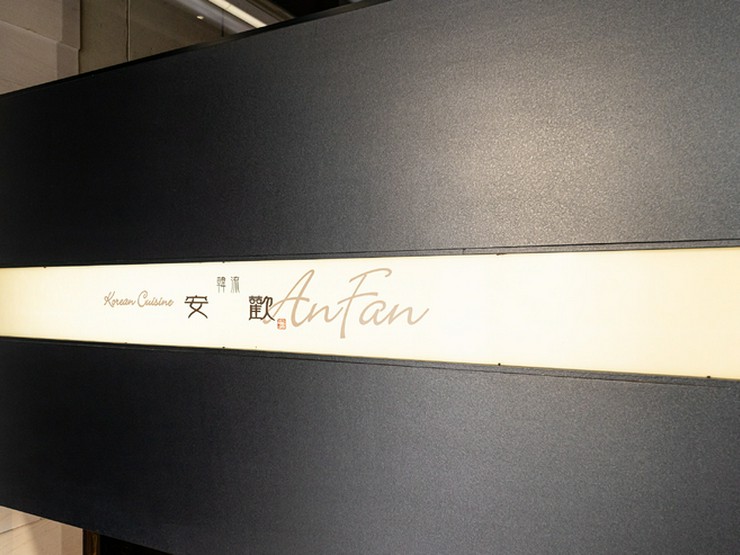 Korean Cuisine 安 韓流 歡 AnFan